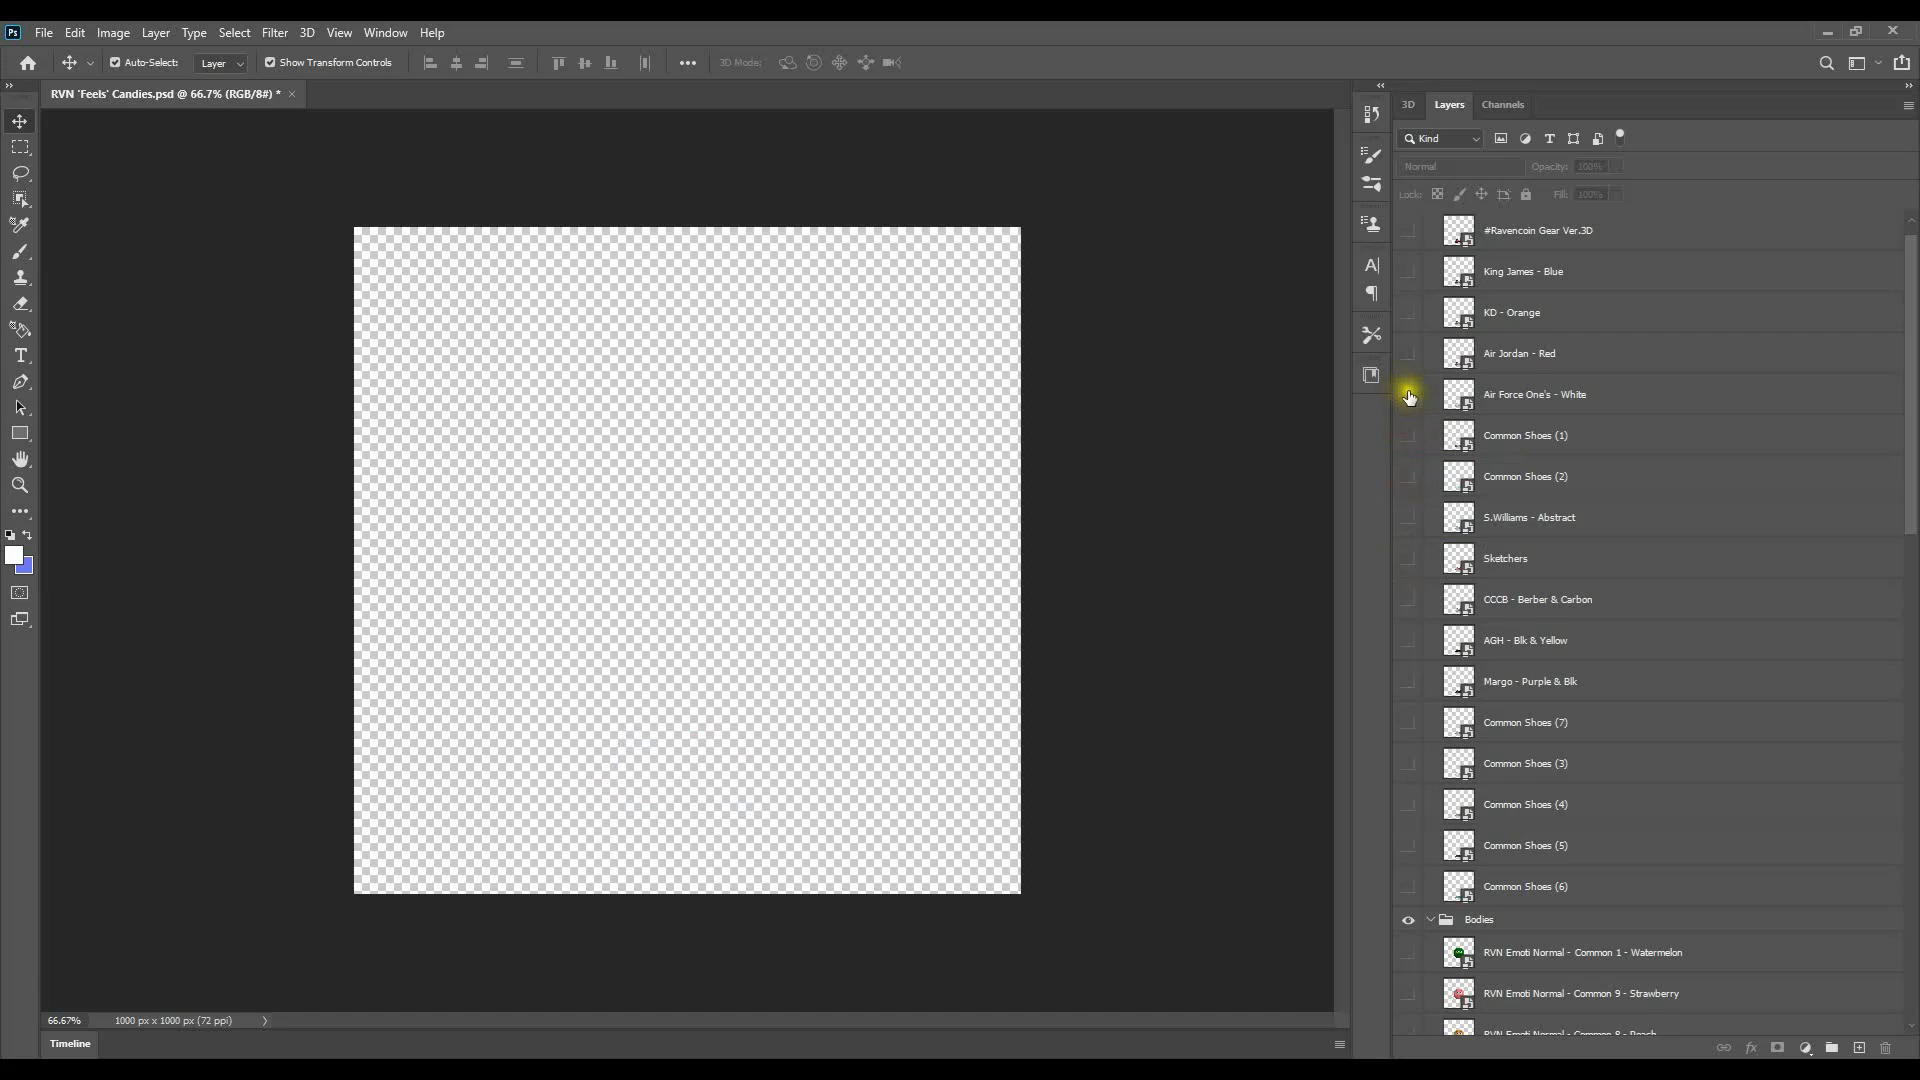 Ps File Edit Image Layer Type Select Filter 3D View Window Help
Auto-Select: Layer Show Transform Controls 3D Mode:
RVN 'Feels' Candies.psd @ 66.7% (RGB/8#) *
3D Layers Channels
Kind
Normal Opacity: 100%
Lock: Fill: 100%
#Ravencoin Gear Ver.3D
King James - Blue
KD - Orange
Air Jordan - Red
Air Force One's - White
Common Shoes (1)
Common Shoes (2)
S.Williams - Abstract
Sketchers
CCCB - Berber & Carbon
AGH - Blk & Yellow
Margo - Purple & Blk
Common Shoes (7)
Common Shoes (3)
Common Shoes (4)
Common Shoes (5)
Common Shoes (6)
Bodies
RVN Emoti Normal - Common 1 - Watermelon
RVN Emoti Normal - Common 9 - Strawberry
RVN Emoti Normal - Common 8 - Peach
66.67% 1000 px x 1000 px (72 ppi)
Timeline